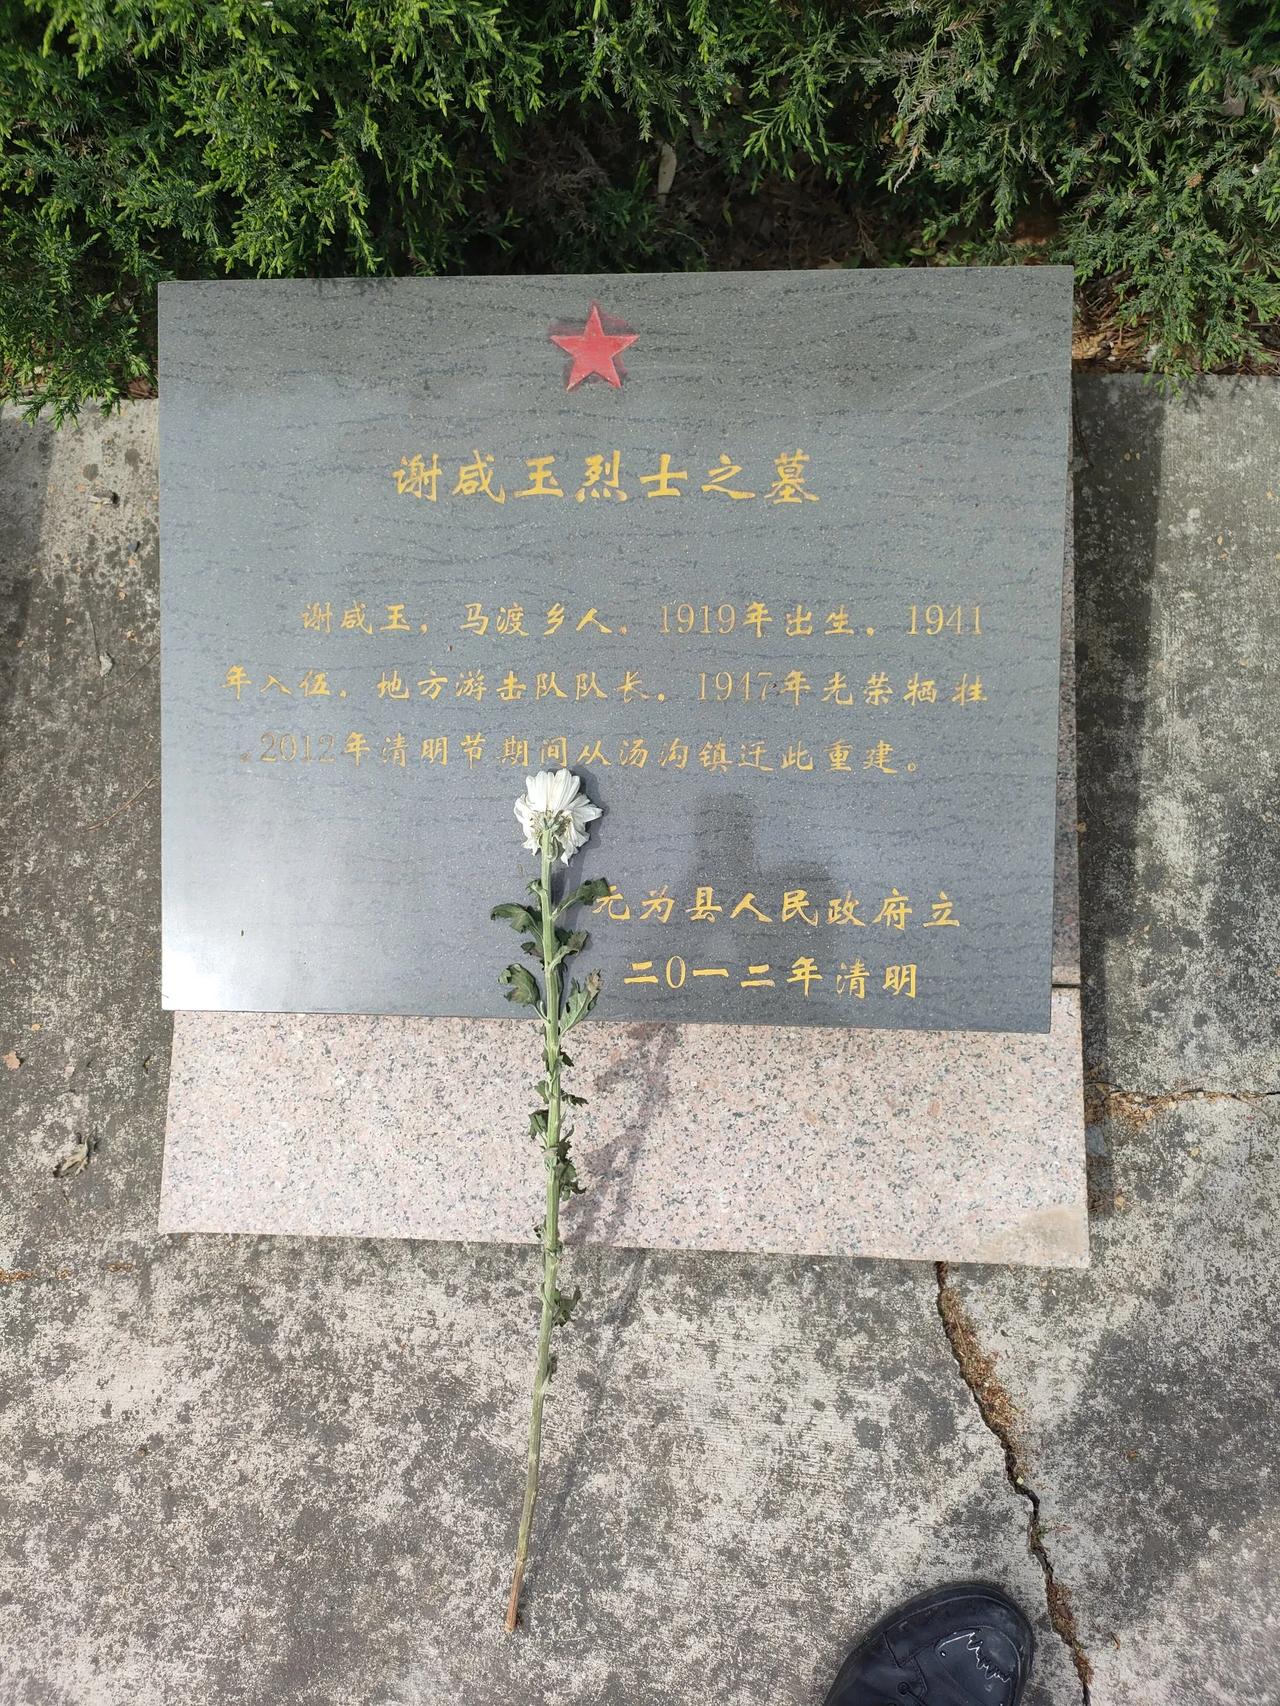 谢咸玉烈士之墓
谢咸玉，马渡乡人，1919年出生，1941
年入伍，地方游击队队长，1947年光荣牺牲
，2012年清明节期间从汤沟镇迁此重建。
无为县人民政府立
二0一二年清明